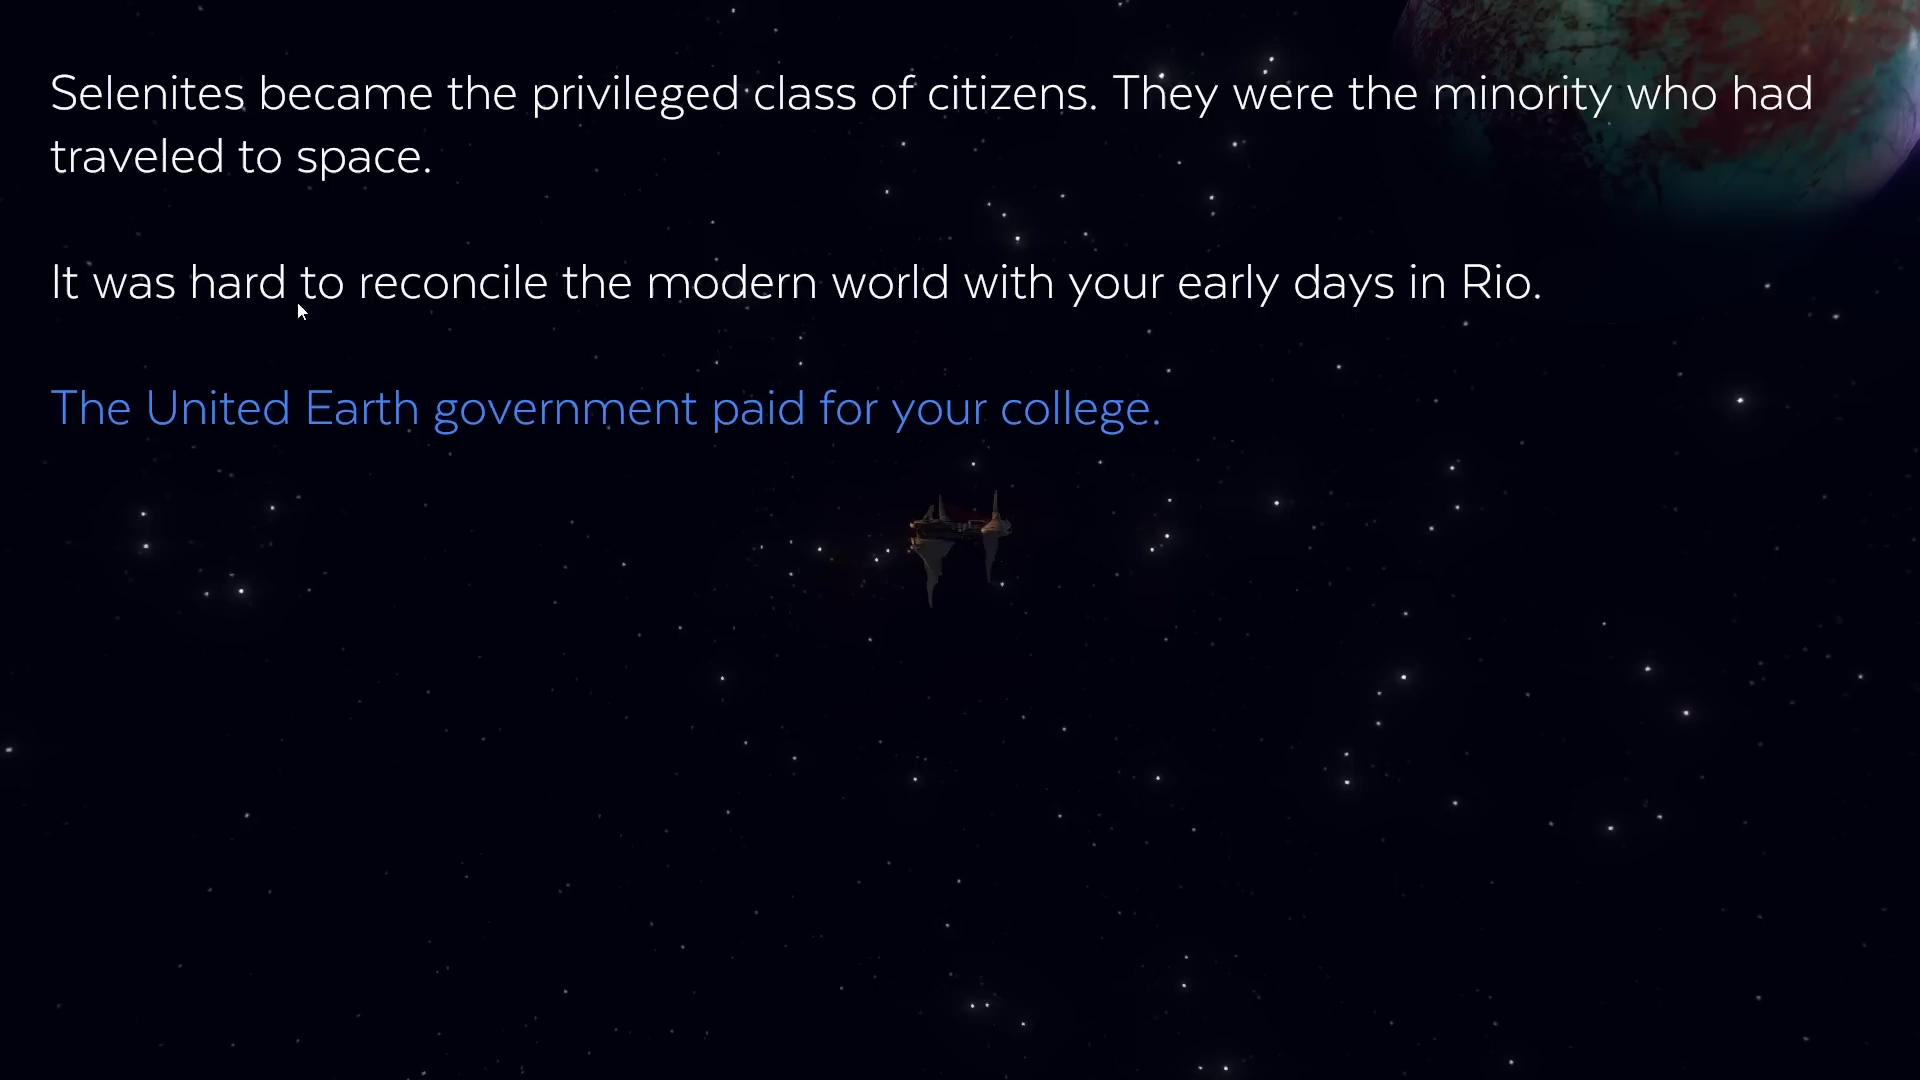 Selenites became the privileged class of citizens. They were the minority who had
traveled to space.
It was hard to reconcile the modern world with your early days in Rio.
The United Earth government paid for your college.